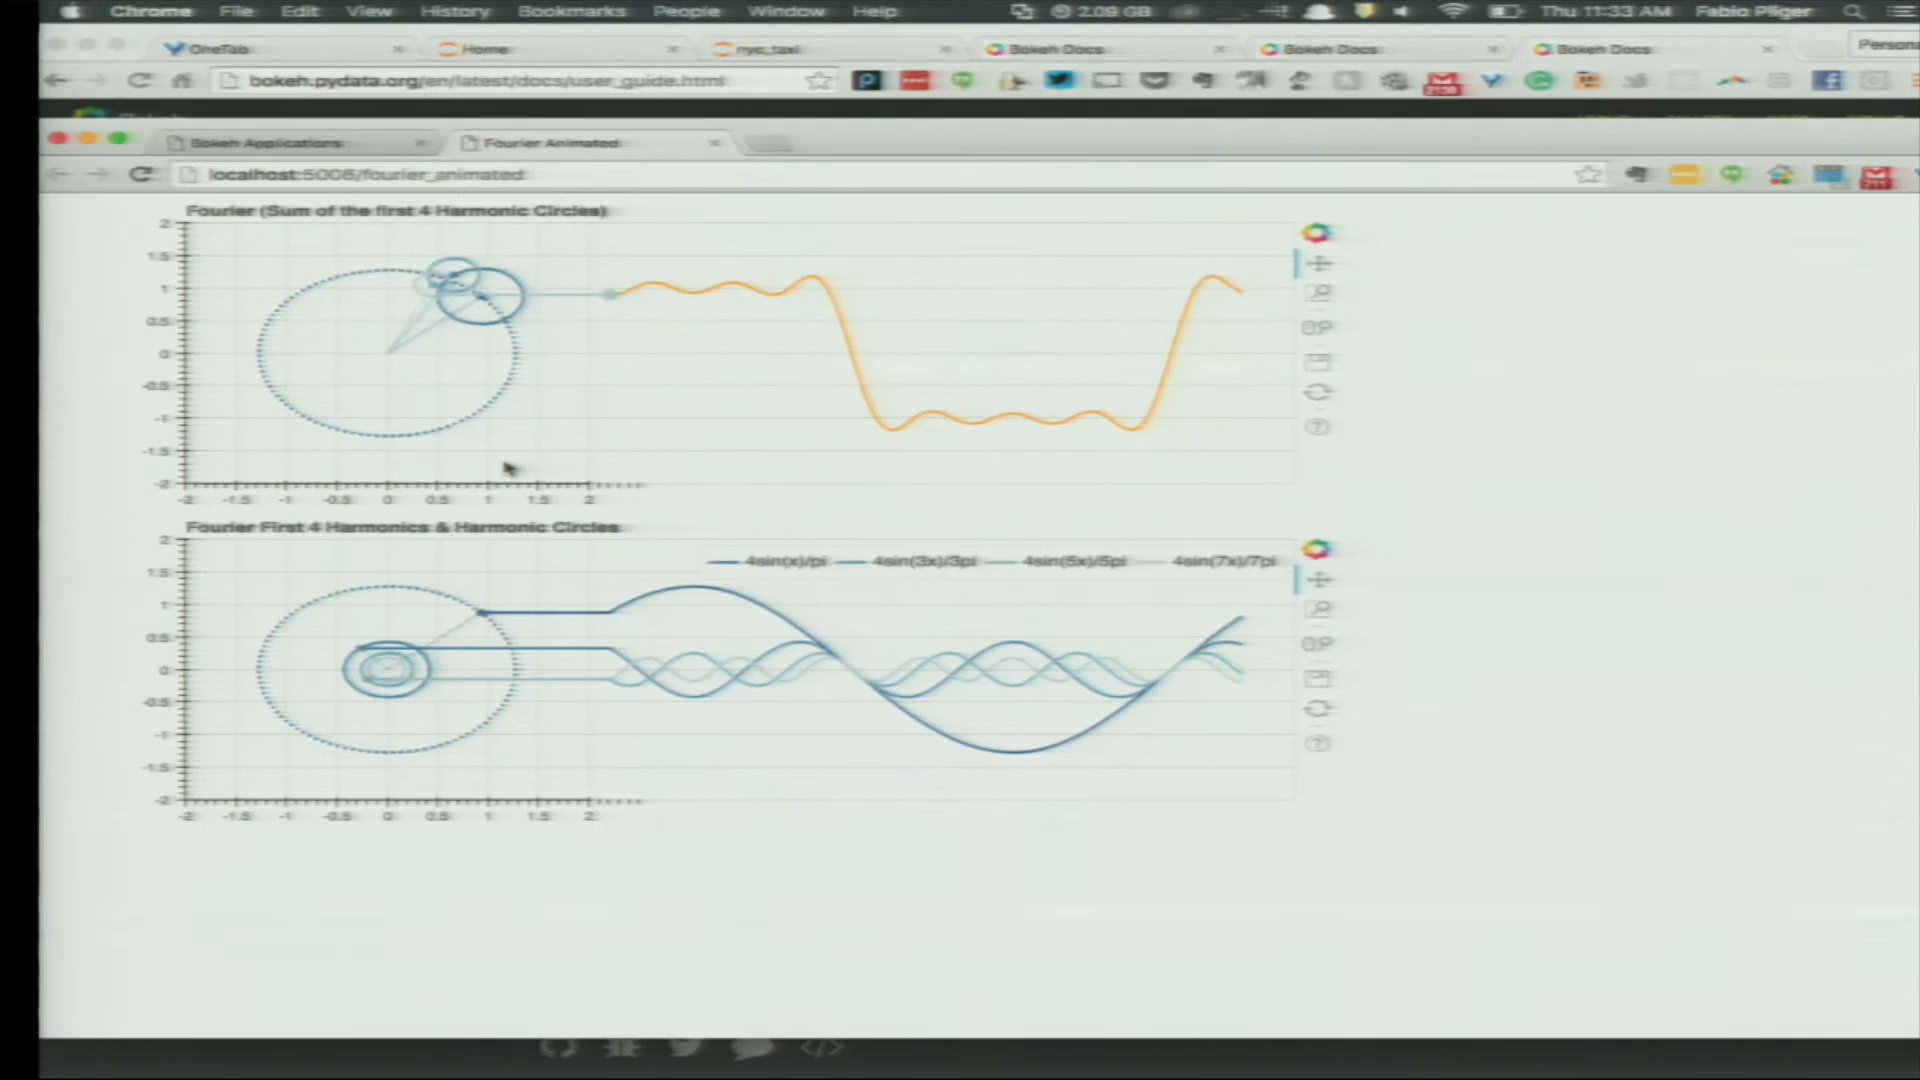 Chrome File Edit View History Bookmarks People Window Help 2.09 GB Thu 11:33 AM Fabio Pliger
OneTab Home nyc_taxi Bokeh Docs Bokeh Docs Bokeh Docs Persona
bokeh.pydata.org/en/latest/docs/user_guide.html
Bokeh Applications Fourier Animated
localhost:5006/fourier_animated
Fourier (Sum of the first 4 Harmonic Circles)
2
1.5
1
0.5
0
-0.5
-1
-1.5
-2
-2 -1.5 -1 -0.5 0 0.5 1 1.5 2
Fourier First 4 Harmonics & Harmonic Circles
4sin(x)/pi 4sin(3x)/3pi 4sin(5x)/5pi 4sin(7x)/7pi
2
1.5
1
0.5
0
-0.5
-1
-1.5
-2
-2 -1.5 -1 -0.5 0 0.5 1 1.5 2